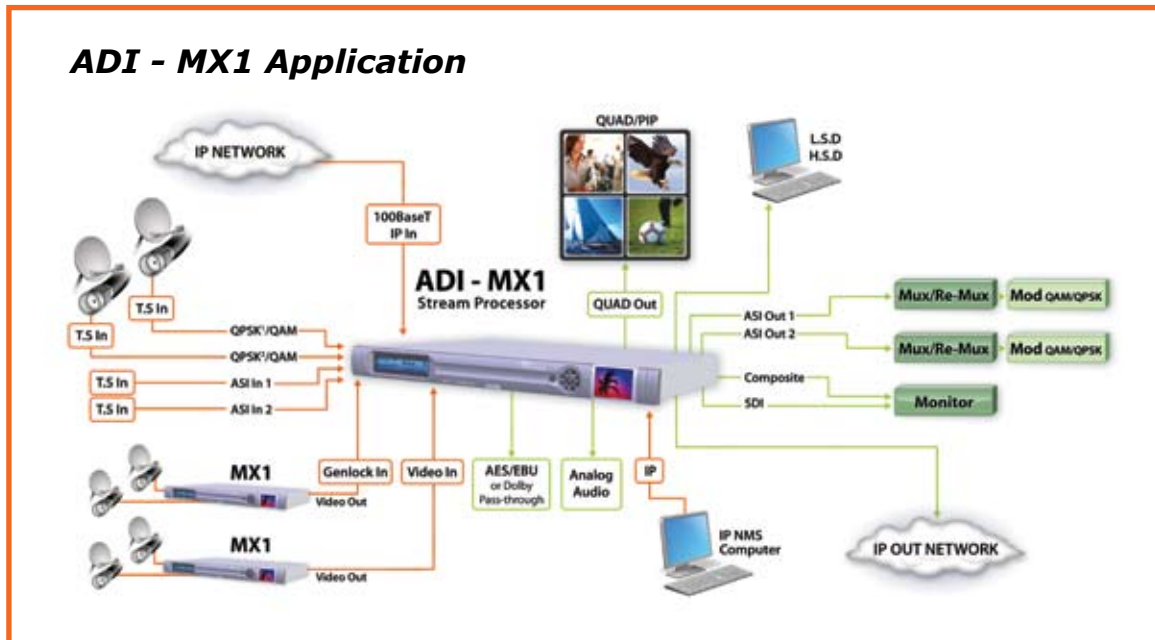 ADI - MX1 Application
IP NETWORK
100BaseT
IP In
QUAD/PIP
L.S.D
H.S.D
ADI - MX1
Stream Processor
QUAD Out
T.S In
T.S In
QPSK¹/QAM
QPSK²/QAM
T.S In
ASI In 1
T.S In
ASI In 2
ASI Out 1
ASI Out 2
Mux/Re-Mux
Mod QAM/QPSK
Mux/Re-Mux
Mod QAM/QPSK
Composite
SDI
Monitor
MX1
Genlock In
Video In
Video Out
MX1
Video Out
AES/EBU
or Dolby
Pass-through
Analog
Audio
IP
IP NMS
Computer
IP OUT NETWORK